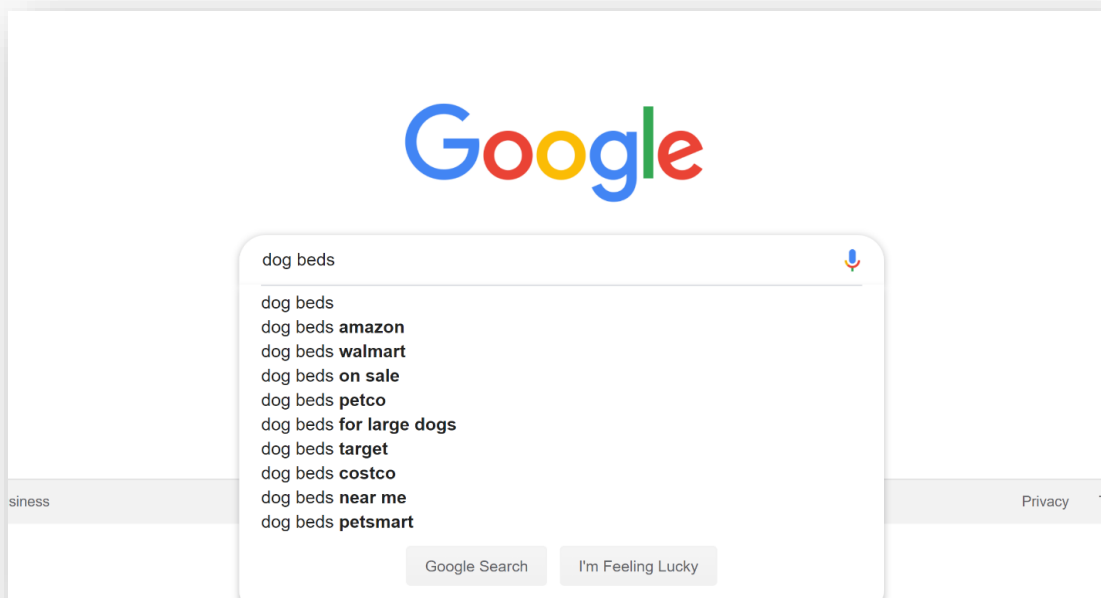 Google
dog beds
dog beds
dog beds amazon
dog beds walmart
dog beds on sale
dog beds petco
dog beds for large dogs
dog beds target
dog beds costco
dog beds near me
dog beds petsmart
siness Privacy
Google Search I'm Feeling Lucky